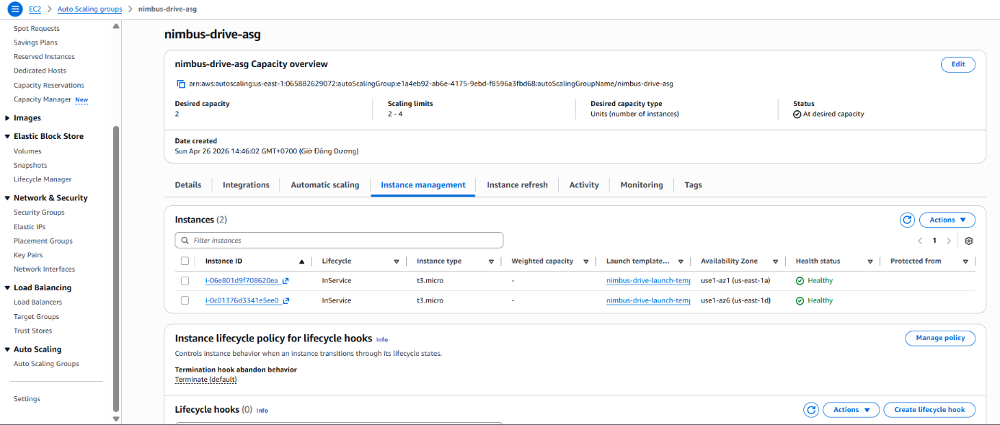 EC2 > Auto Scaling groups > nimbus-drive-asg
Spot Requests
Savings Plans
Reserved Instances
Dedicated Hosts
Capacity Reservations
Capacity Manager New
Images
Elastic Block Store
Volumes
Snapshots
Lifecycle Manager
Network & Security
Security Groups
Elastic IPs
Placement Groups
Key Pairs
Network Interfaces
Load Balancing
Load Balancers
Target Groups
Trust Stores
Auto Scaling
Auto Scaling Groups
Settings
nimbus-drive-asg
nimbus-drive-asg Capacity overview
Edit
arn:aws:autoscaling:us-east-1:065882629072:autoScalingGroup:e1a4eb92-ab6e-4175-9ebd-f8596a3fbd68:autoScalingGroupName/nimbus-drive-asg
Desired capacity Scaling limits Desired capacity type Status
2 2 - 4 Units (number of instances) At desired capacity
Date created
Sun Apr 26 2026 14:46:02 GMT+0700 (Giờ Đông Dương)
Details Integrations Automatic scaling Instance management Instance refresh Activity Monitoring Tags
Instances (2) Actions
Filter instances
1
Instance ID Lifecycle Instance type Weighted capacity Launch template... Availability Zone Health status Protected from
i-06e801d9f708620ea InService t3.micro - nimbus-drive-launch-temp use1-az1 (us-east-1a) Healthy
i-0c01376d3341e5ee0 InService t3.micro - nimbus-drive-launch-temp use1-az6 (us-east-1d) Healthy
Instance lifecycle policy for lifecycle hooks Info
Manage policy
Controls instance behavior when an instance transitions through its lifecycle states.
Termination hook abandon behavior
Terminate (default)
Lifecycle hooks (0) Info Actions Create lifecycle hook